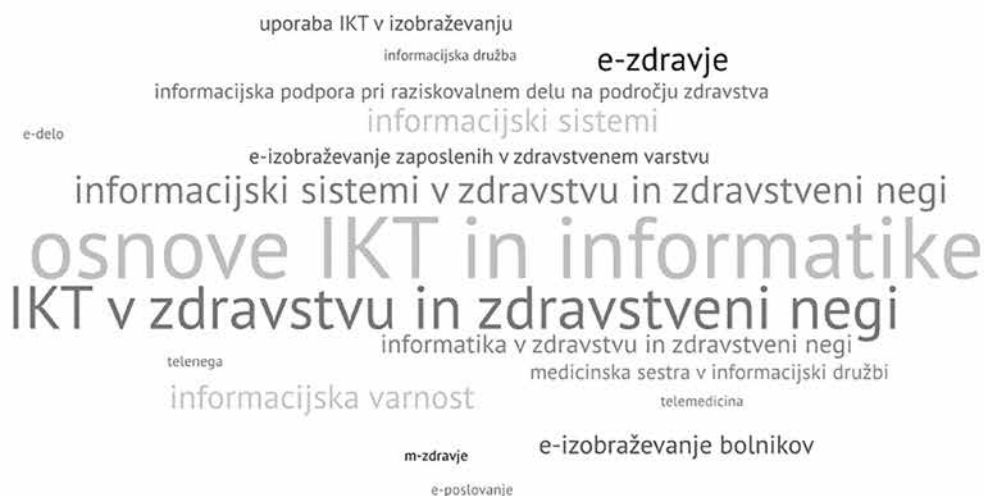 uporaba IKT v izobraževanju
informacijska družba
e-zdravje
informacijska podpora pri raziskovalnem delu na področju zdravstva
informacijski sistemi
e-delo
e-izobraževanje zaposlenih v zdravstvenem varstvu
informacijski sistemi v zdravstvu in zdravstveni negi
osnove IKT in informatike
IKT v zdravstvu in zdravstveni negi
informatika v zdravstvu in zdravstveni negi
telenega
medicinska sestra v informacijski družbi
informacijska varnost
telemedicina
e-izobraževanje bolnikov
m-zdravje
e-poslovanje